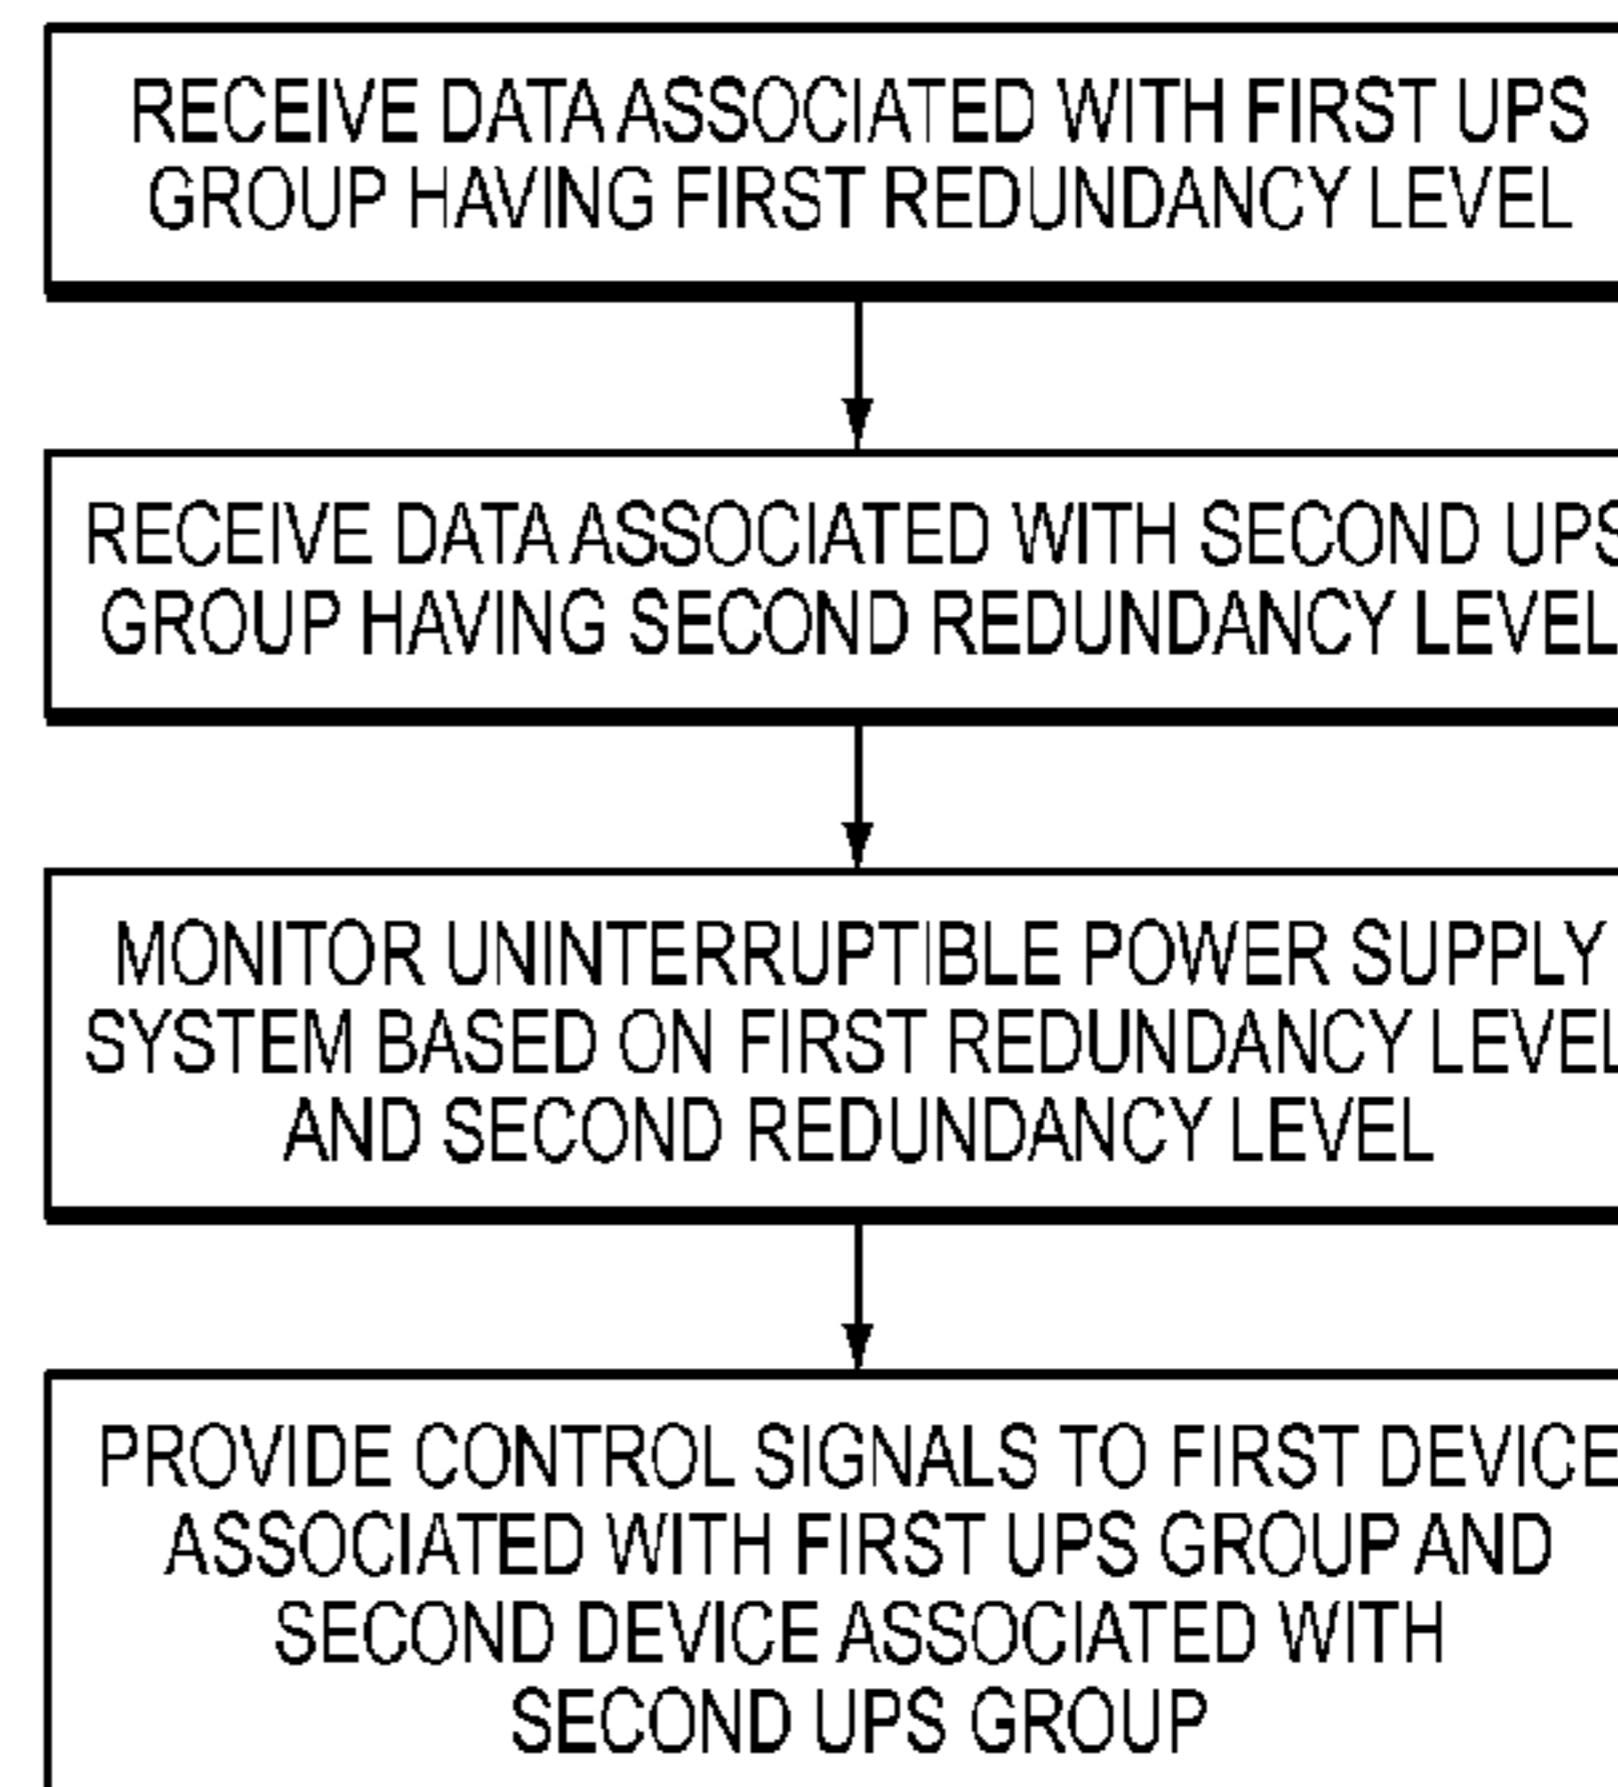 RECEIVE DATA ASSOCIATED WITH FIRST UPS
GROUP HAVING FIRST REDUNDANCY LEVEL
RECEIVE DATA ASSOCIATED WITH SECOND UPS
GROUP HAVING SECOND REDUNDANCY LEVEL
MONITOR UNINTERRUPTIBLE POWER SUPPLY
SYSTEM BASED ON FIRST REDUNDANCY LEVEL
AND SECOND REDUNDANCY LEVEL
PROVIDE CONTROL SIGNALS TO FIRST DEVICE
ASSOCIATED WITH FIRST UPS GROUP AND
SECOND DEVICE ASSOCIATED WITH
SECOND UPS GROUP